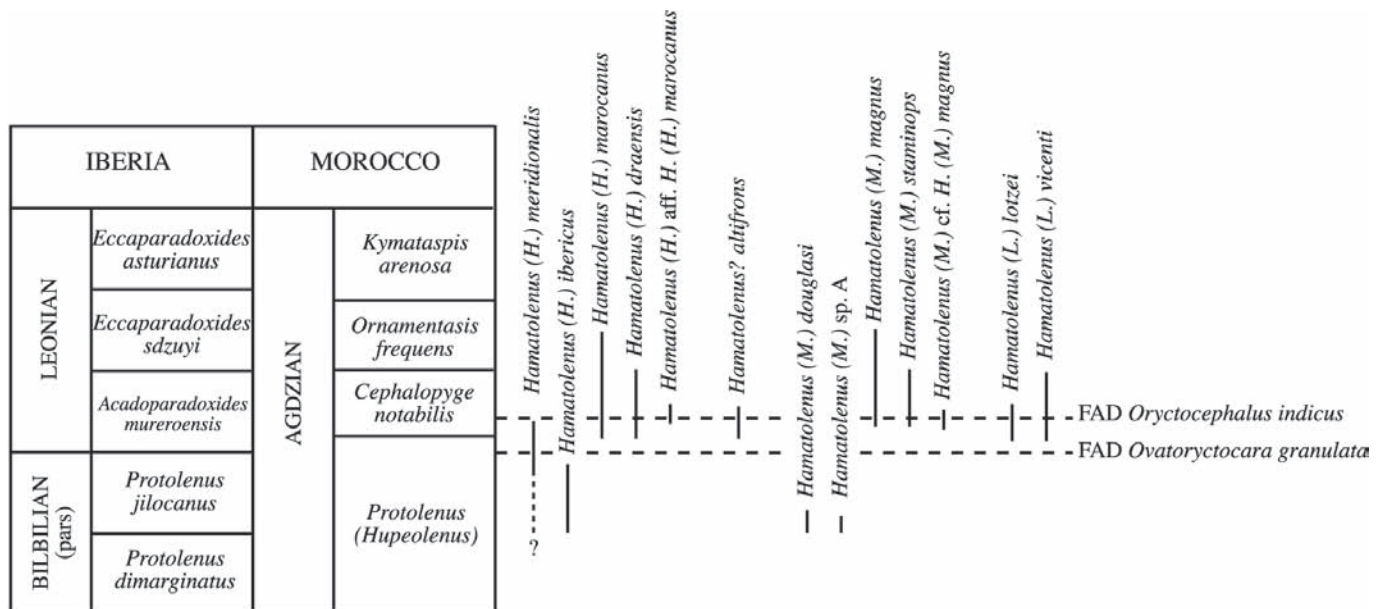 IBERIA
MOROCCO
LEONIAN
BILBILIAN
(pars)
Eccaparadoxides
asturianus
Eccaparadoxides
sdzuyi
Acadoparadoxides
mureroensis
Protolenus
jilocanus
Protolenus
dimarginatus
AGDZIAN
Kymataspis
arenosa
Ornamentasis
frequens
Cephalopyge
notabilis
Protolenus
(Hupeolenus)
Hamatolenus (H.) meridionalis
?
Hamatolenus (H.) ibericus
Hamatolenus (H.) marocanus
Hamatolenus (H.) draensis
Hamatolenus (H.) aff. H. (H.) marocanus
Hamatolenus? altifrons
Hamatolenus (M.) douglasi
Hamatolenus (M.) sp. A
Hamatolenus (M.) magnus
Hamatolenus (M.) staminops
Hamatolenus (M.) cf. H. (M.) magnus
Hamatolenus (L.) lotzei
Hamatolenus (L.) vicenti
FAD Oryctocephalus indicus
FAD Ovatoryctocara granulata